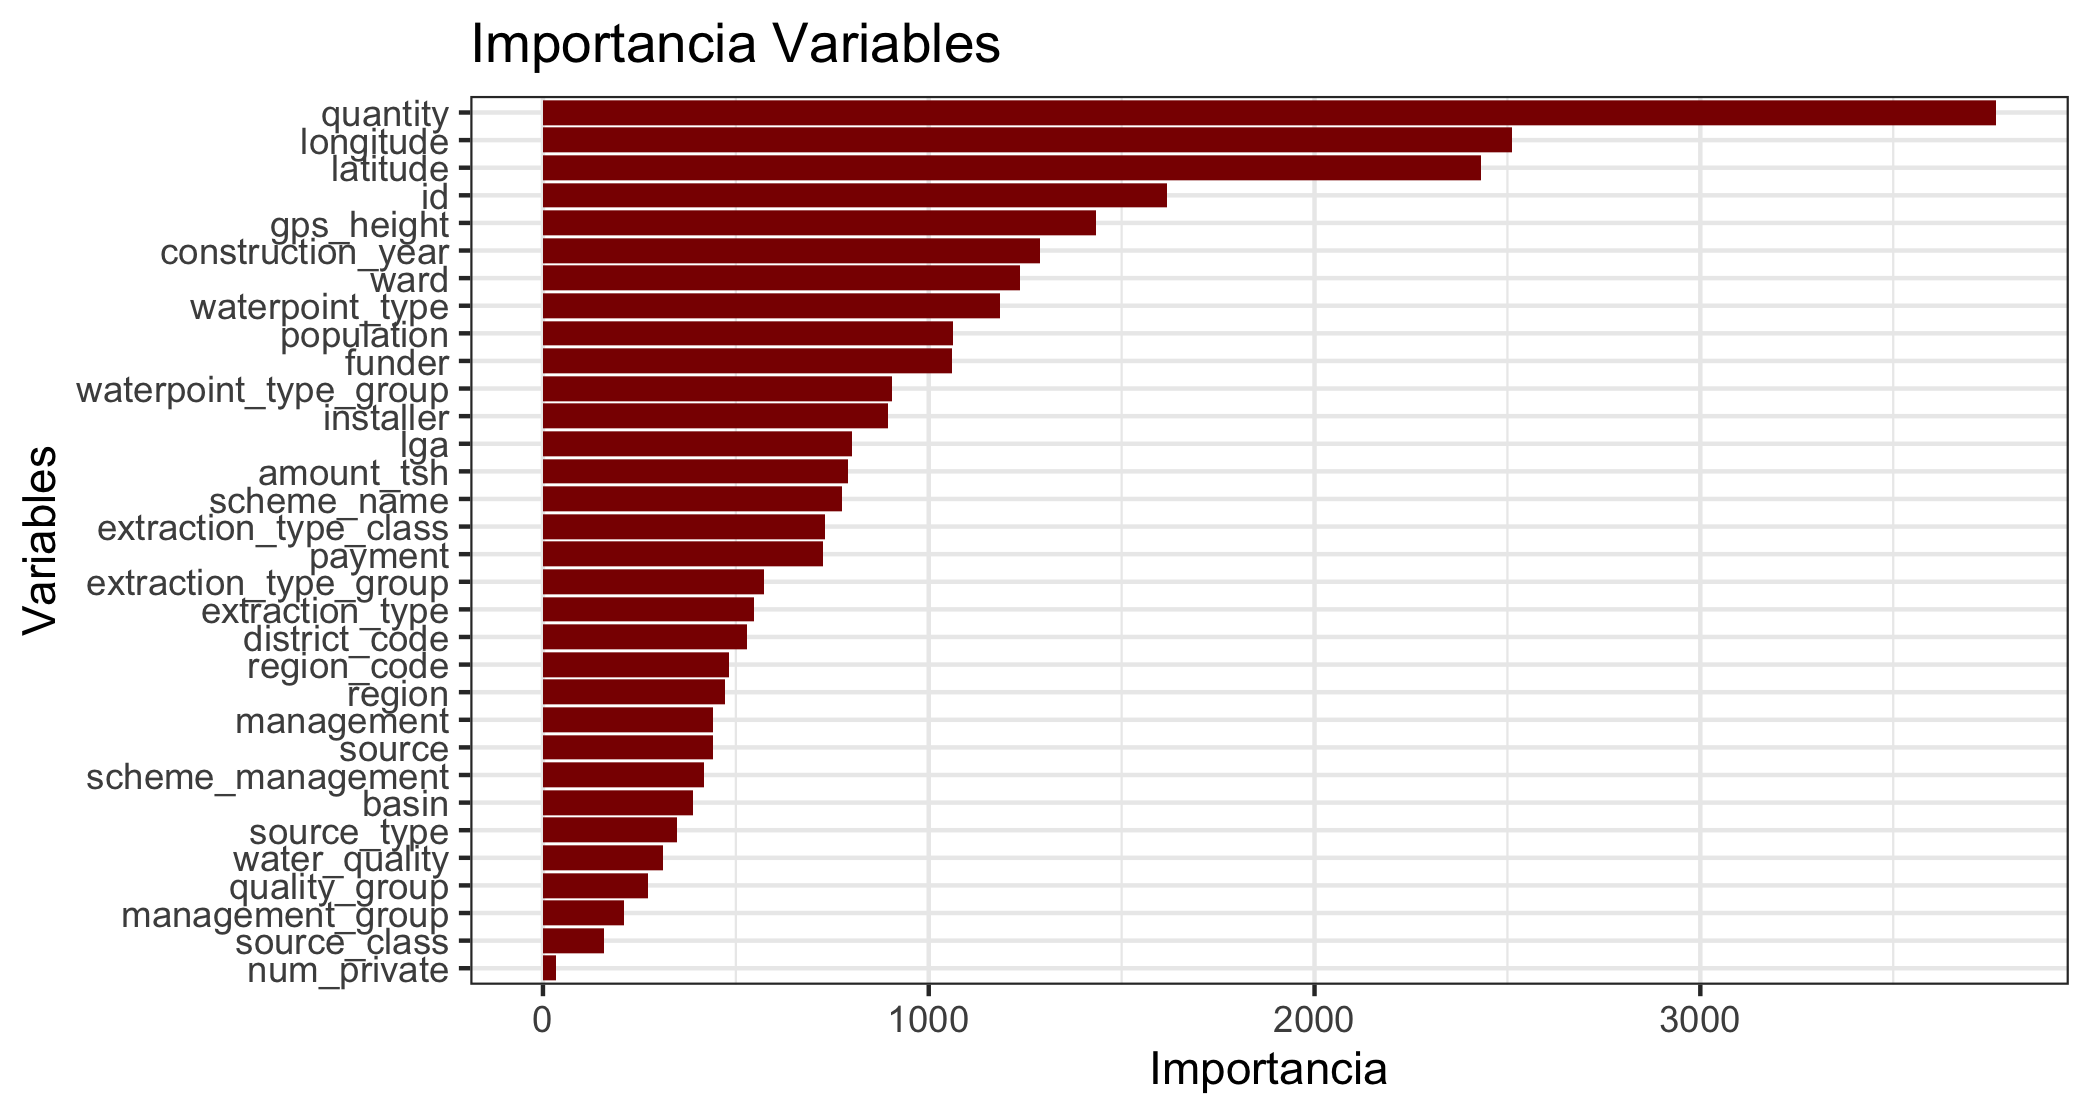 Importancia Variables
quantity
longitude
latitude
id
gps_height
construction_year
ward
waterpoint_type
population
funder
waterpoint_type_group
installer
lga
amount_tsh
scheme_name
extraction_type_class
payment
extraction_type_group
extraction_type
district_code
region_code
region
management
source
scheme_management
basin
source_type
water_quality
quality_group
management_group
source_class
num_private
Variables
0 1000 2000 3000
Importancia